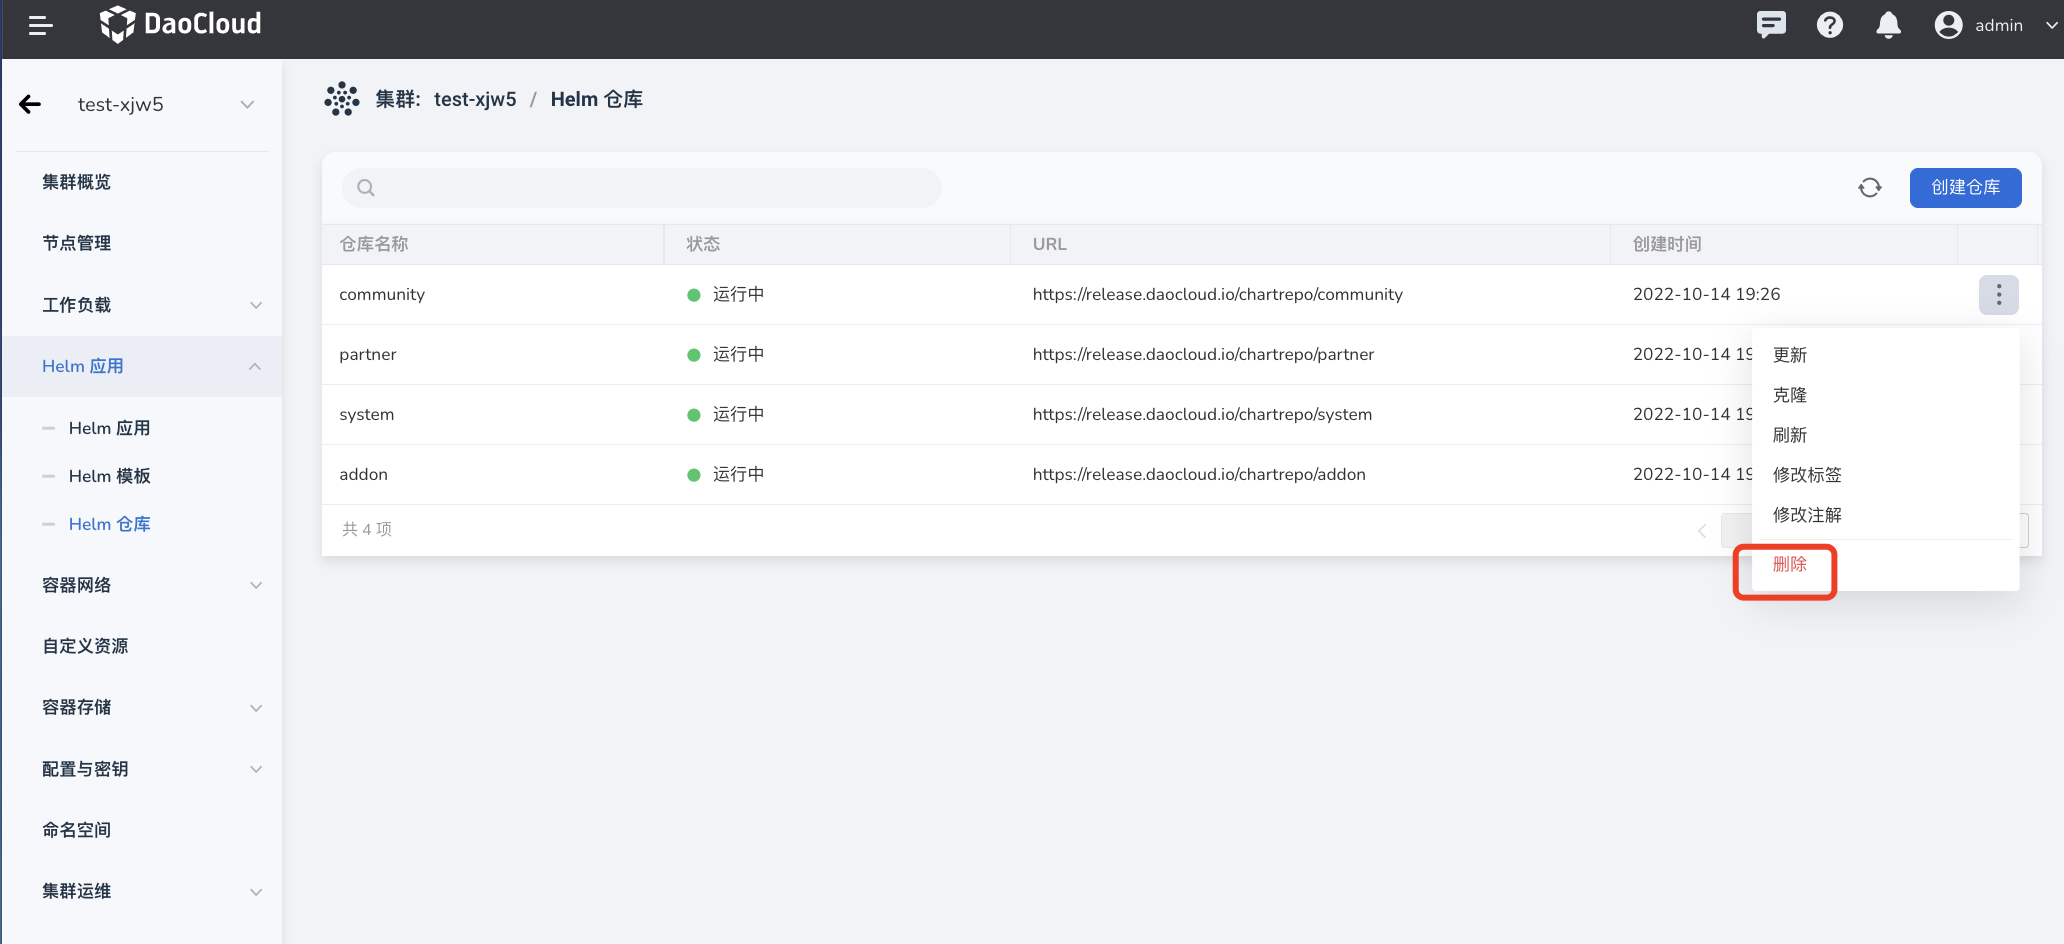 DaoCloud
admin
test-xjw5
集群: test-xjw5 / Helm 仓库
集群概览
节点管理
工作负载
Helm 应用
Helm 应用
Helm 模板
Helm 仓库
容器网络
自定义资源
容器存储
配置与密钥
命名空间
集群运维
创建仓库
仓库名称 状态 URL 创建时间
community 运行中 https://release.daocloud.io/chartrepo/community 2022-10-14 19:26
partner 运行中 https://release.daocloud.io/chartrepo/partner 2022-10-14 19
system 运行中 https://release.daocloud.io/chartrepo/system 2022-10-14 19
addon 运行中 https://release.daocloud.io/chartrepo/addon 2022-10-14 19
共 4 项
更新
克隆
刷新
修改标签
修改注解
删除